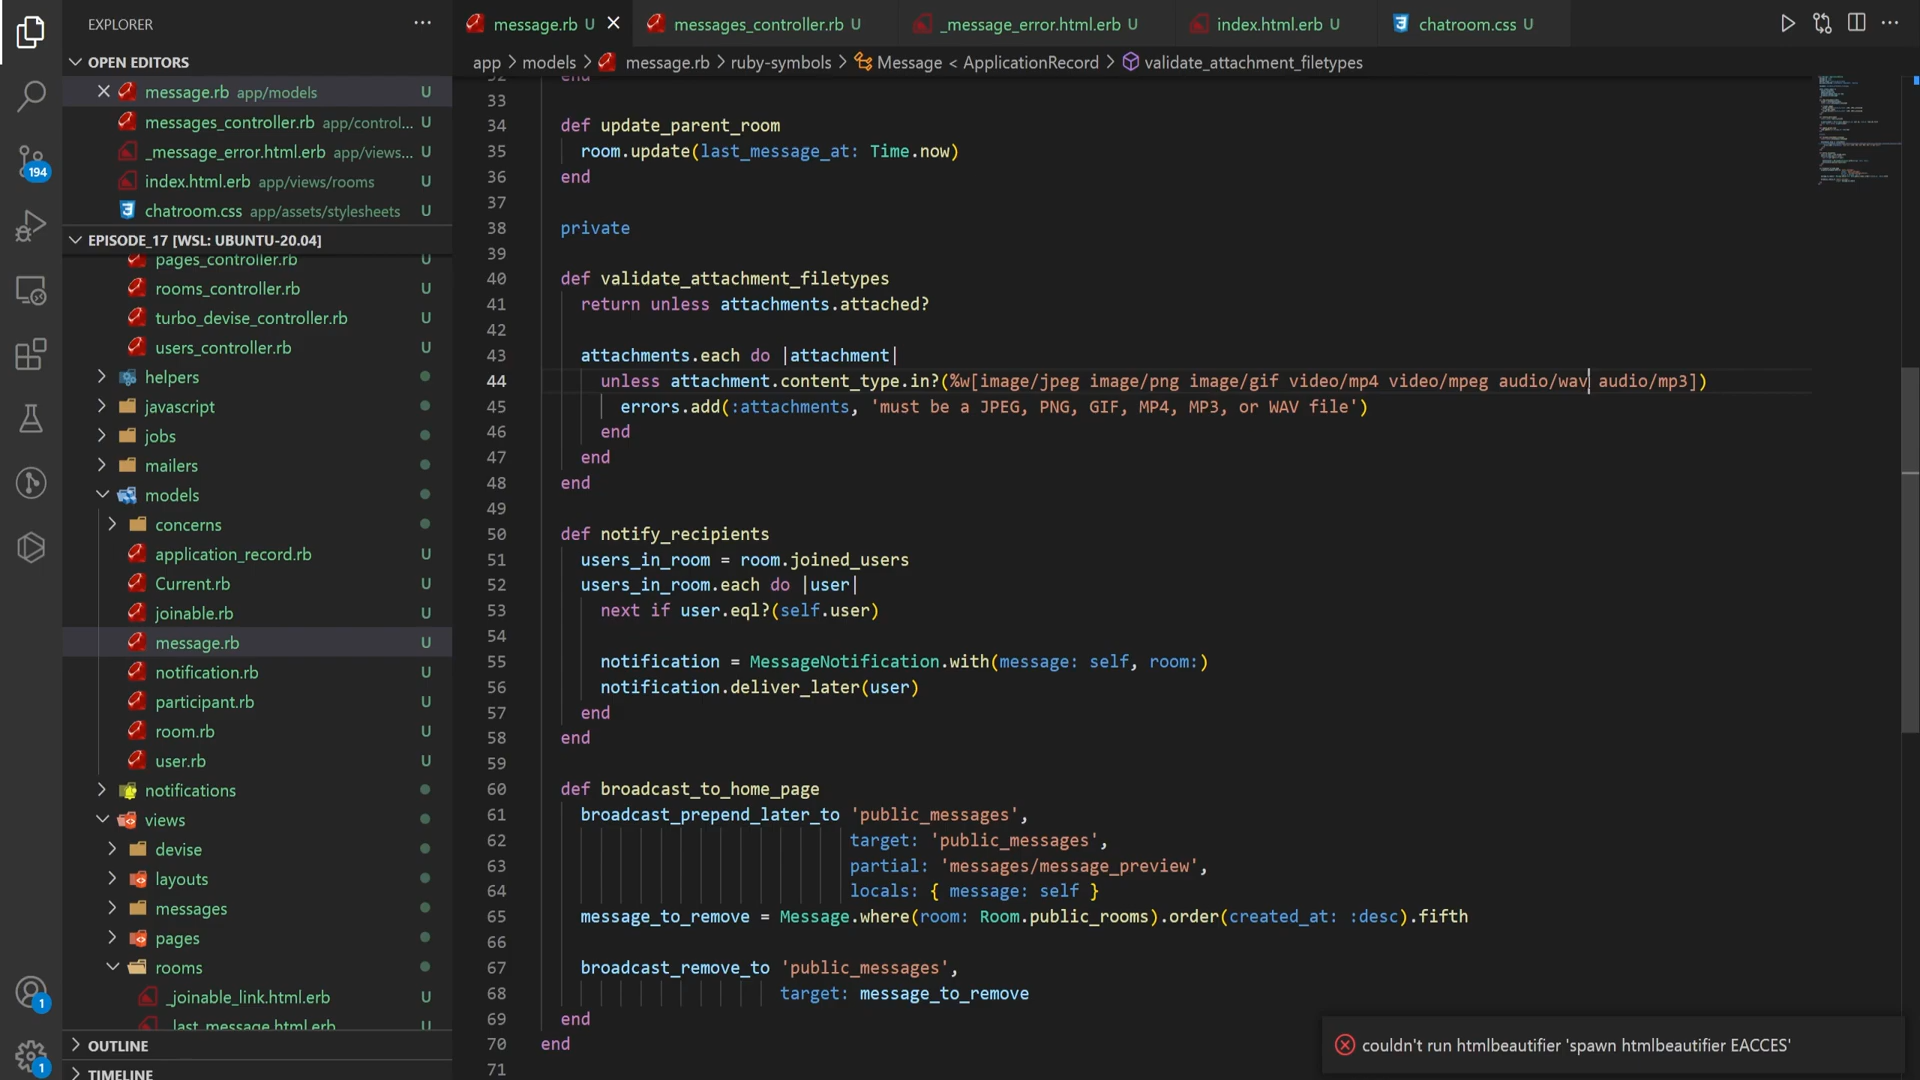 EXPLORER
OPEN EDITORS
message.rb app/models U
messages_controller.rb app/control... U
_message_error.html.erb app/views... U
index.html.erb app/views/rooms U
chatroom.css app/assets/stylesheets U
EPISODE_17 [WSL: UBUNTU-20.04]
pages_controller.rb U
rooms_controller.rb U
turbo_devise_controller.rb U
users_controller.rb U
helpers
javascript
jobs
mailers
models
concerns
application_record.rb U
Current.rb U
joinable.rb U
message.rb U
notification.rb U
participant.rb U
room.rb U
user.rb U
notifications
views
devise
layouts
messages
pages
rooms
_joinable_link.html.erb U
_last_message.html.erb U
OUTLINE
TIMELINE
194
1
1
message.rb U
messages_controller.rb U
_message_error.html.erb U
index.html.erb U
chatroom.css U
app > models > message.rb > ruby-symbols > Message < ApplicationRecord > validate_attachment_filetypes
32 end
33
34 def update_parent_room
35 room.update(last_message_at: Time.now)
36 end
37
38 private
39
40 def validate_attachment_filetypes
41 return unless attachments.attached?
42
43 attachments.each do |attachment|
44 unless attachment.content_type.in?(%w[image/jpeg image/png image/gif video/mp4 video/mpeg audio/wav audio/mp3])
45 errors.add(:attachments, 'must be a JPEG, PNG, GIF, MP4, MP3, or WAV file')
46 end
47 end
48 end
49
50 def notify_recipients
51 users_in_room = room.joined_users
52 users_in_room.each do |user|
53 next if user.eql?(self.user)
54
55 notification = MessageNotification.with(message: self, room:)
56 notification.deliver_later(user)
57 end
58 end
59
60 def broadcast_to_home_page
61 broadcast_prepend_later_to 'public_messages',
62 target: 'public_messages',
63 partial: 'messages/message_preview',
64 locals: { message: self }
65 message_to_remove = Message.where(room: Room.public_rooms).order(created_at: :desc).fifth
66
67 broadcast_remove_to 'public_messages',
68 target: message_to_remove
69 end
70 end
71
couldn't run htmlbeautifier 'spawn htmlbeautifier EACCES'